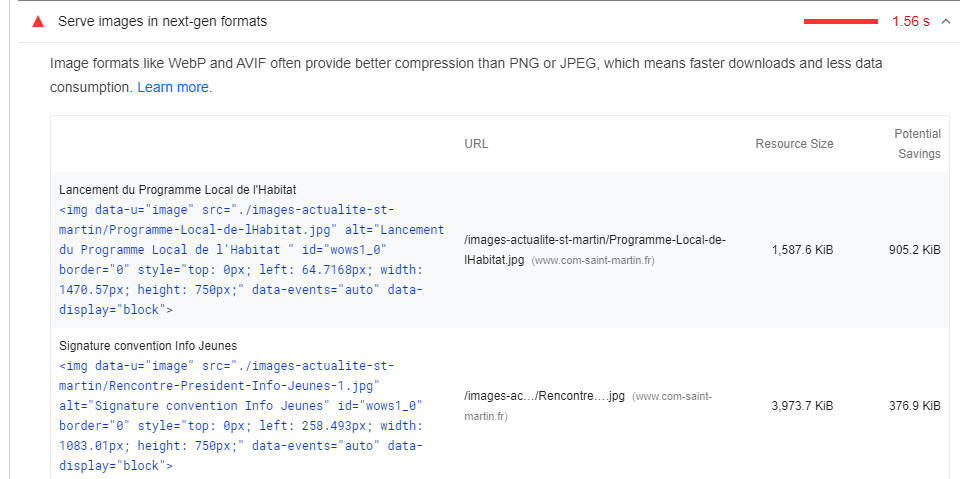 Serve images in next-gen formats 1.56 s
Image formats like WebP and AVIF often provide better compression than PNG or JPEG, which means faster downloads and less data
consumption. Learn more.
URL Resource Size Potential
Savings
Lancement du Programme Local de l'Habitat
<img data-u="image" src="./images-actualite-st-
martin/Programme-Local-de-lHabitat.jpg" alt="Lancement
du Programme Local de l'Habitat " id="wows1_0"
border="0" style="top: 0px; left: 64.7168px; width:
1470.57px; height: 750px;" data-events="auto" data-
display="block">
/images-actualite-st-martin/Programme-Local-de-
lHabitat.jpg (www.com-saint-martin.fr)
1,587.6 KiB
905.2 KiB
Signature convention Info Jeunes
<img data-u="image" src="./images-actualite-st-
martin/Rencontre-President-Info-Jeunes-1.jpg"
alt="Signature convention Info Jeunes" id="wows1_0"
border="0" style="top: 0px; left: 258.493px; width:
1083.01px; height: 750px;" data-events="auto" data-
display="block">
/images-ac…/Rencontre….jpg (www.com-saint-
martin.fr)
3,973.7 KiB
376.9 KiB